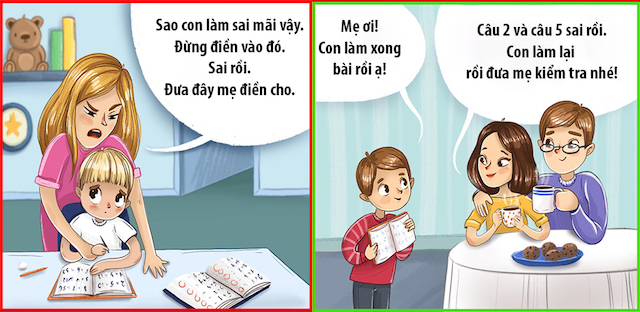 Sao con làm sai mãi vậy.
Đừng điền vào đó.
Sai rồi.
Đưa đây mẹ điền cho.
Mẹ ơi!
Con làm xong
bài rồi ạ!
Câu 2 và câu 5 sai rồi.
Con làm lại
rồi đưa mẹ kiểm tra nhé!